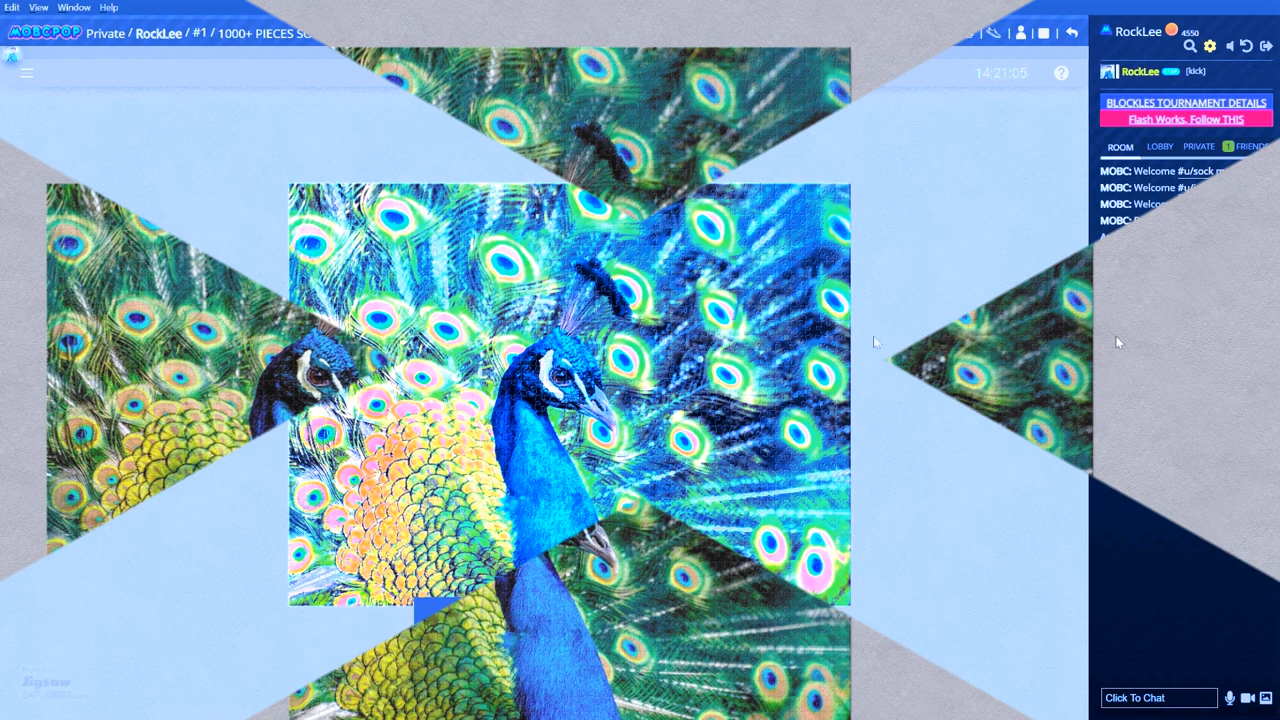 Edit View Window Help
MOBCPOP Private / RockLee / #1 / 1000+ PIECES
14:21:05
RockLee 4550
RockLee [kick]
BLOCKLES TOURNAMENT DETAILS
Flash Works, Follow THIS
ROOM LOBBY PRIVATE 1 FRIENDS
MOBC: Welcome #u/sock
MOBC: Welcome
MOBC:
MOBC:
Jigsaw
Click To Chat